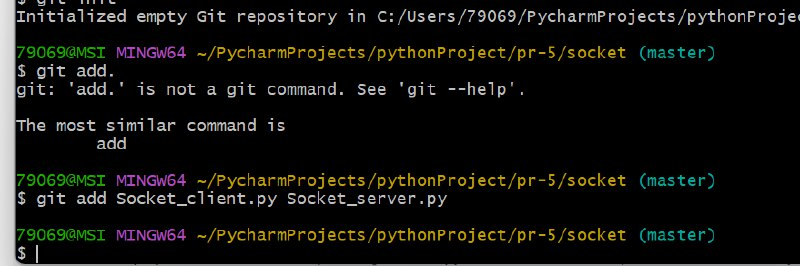 $ git init
Initialized empty Git repository in C:/Users/79069/PycharmProjects/pythonProje
79069@MSI MINGW64 ~/PycharmProjects/pythonProject/pr-5/socket (master)
$ git add.
git: 'add.' is not a git command. See 'git --help'.
The most similar command is
add
79069@MSI MINGW64 ~/PycharmProjects/pythonProject/pr-5/socket (master)
$ git add Socket_client.py Socket_server.py
79069@MSI MINGW64 ~/PycharmProjects/pythonProject/pr-5/socket (master)
$